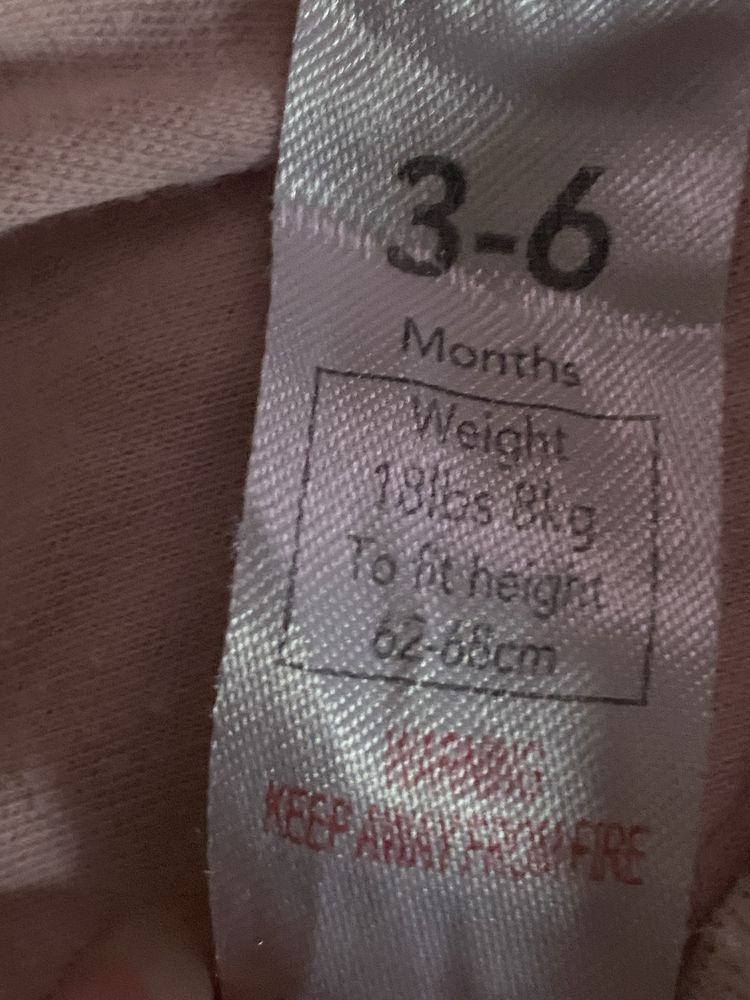 3-6
Months
Weight
18lbs 8kg
To fit height
62-68cm
WARNING
KEEP AWAY FROM FIRE